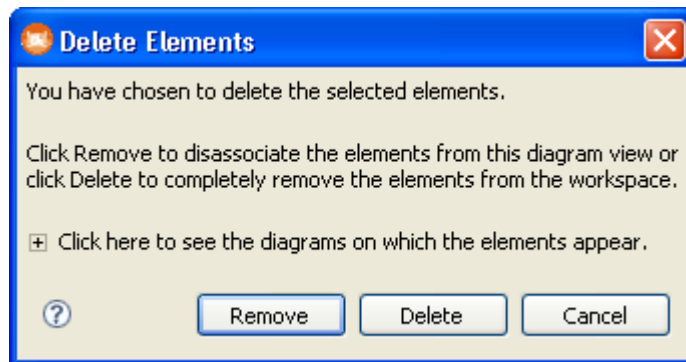 Delete Elements
You have chosen to delete the selected elements.
Click Remove to disassociate the elements from this diagram view or
click Delete to completely remove the elements from the workspace.
Click here to see the diagrams on which the elements appear.
Remove Delete Cancel